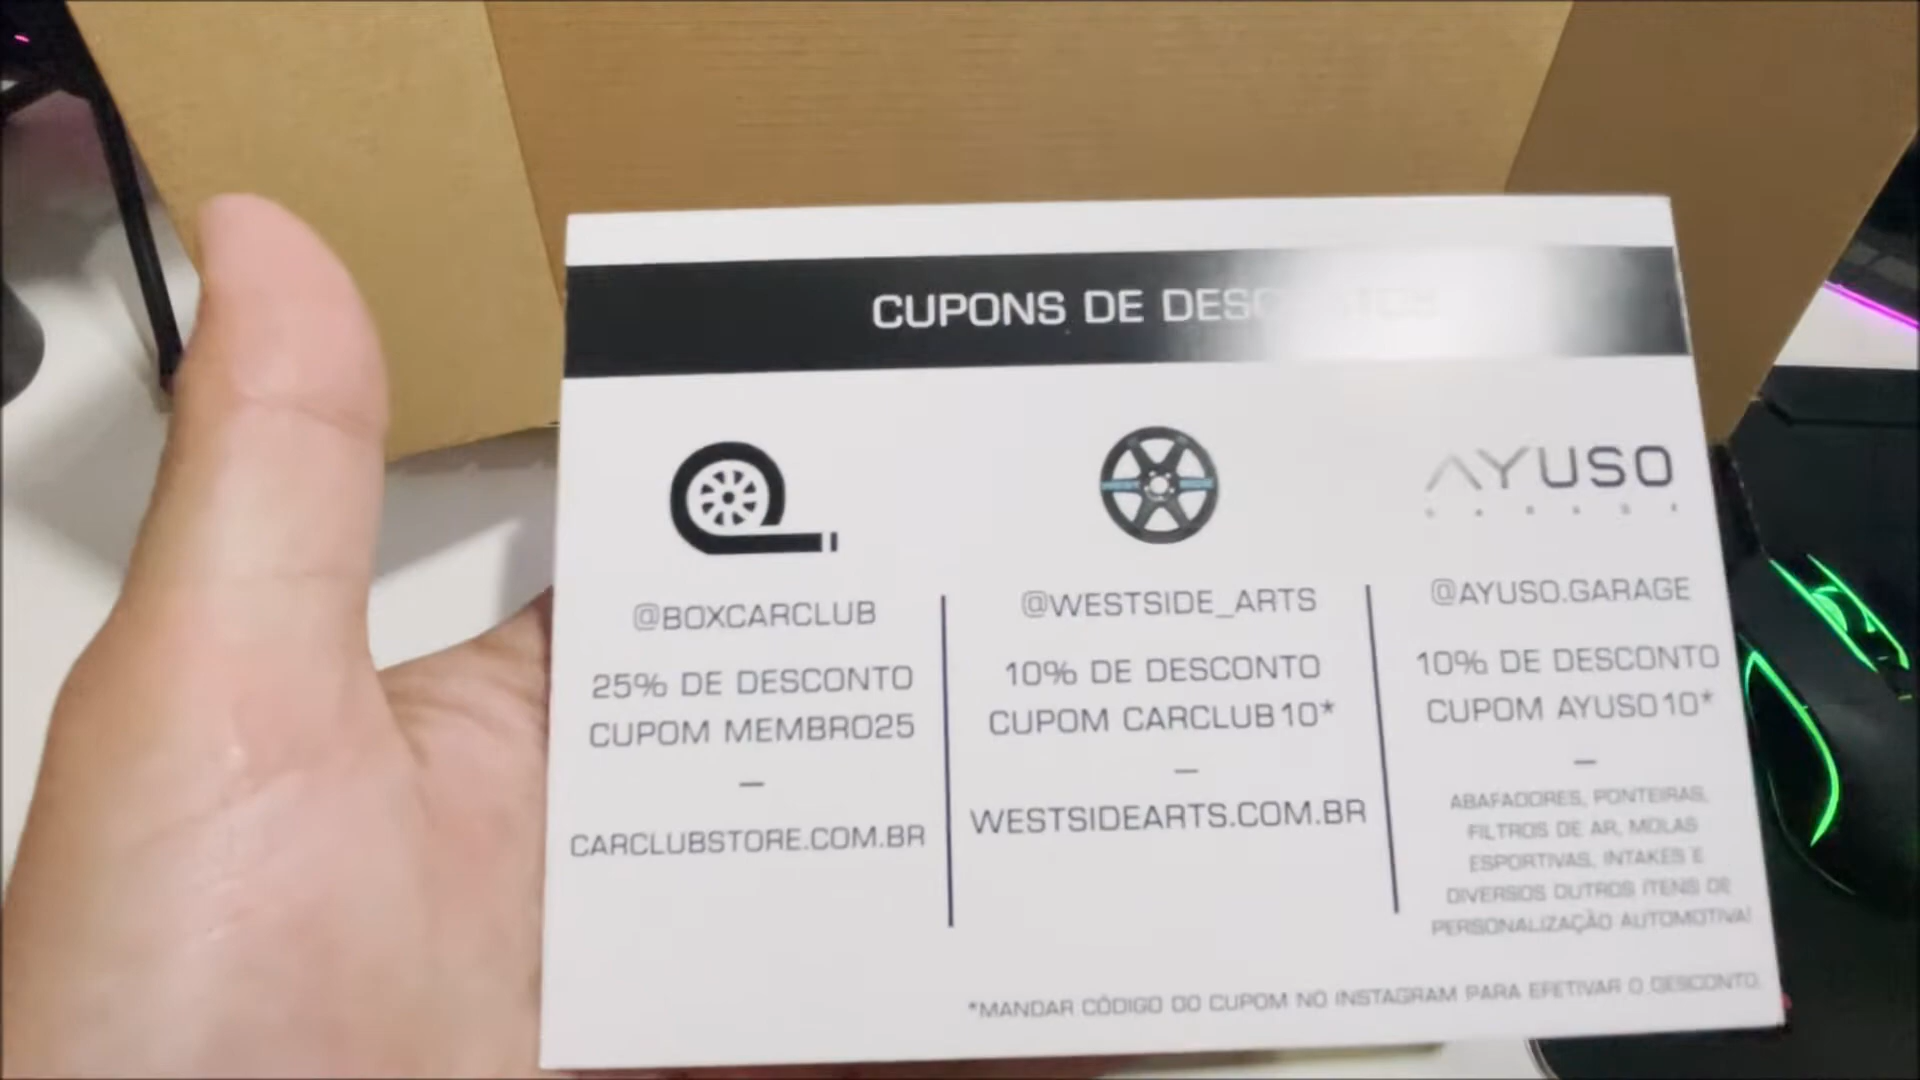 CUPONS DE
AYUSO
@BOXCARCLUB
25% DE DESCONTO
CUPOM MEMBRO25
—
CARCLUBSTORE.COM.BR
@WESTSIDE_ARTS
10% DE DESCONTO
CUPOM CARCLUB10*
—
WESTSIDEARTS.COM.BR
@AYUSO.GARAGE
10% DE DESCONTO
CUPOM AYUSO10*
—
ABAFADORES, PONTEIRAS,
FILTROS DE AR, MOLAS
ESPORTIVAS, INTAKES E
DIVERSOS OUTROS ITENS DE
PERSONALIZAÇÃO AUTOMOTIVA!
*MANDAR CÓDIGO DO CUPOM NO INSTAGRAM PARA EFETIVAR O DESCONTO.